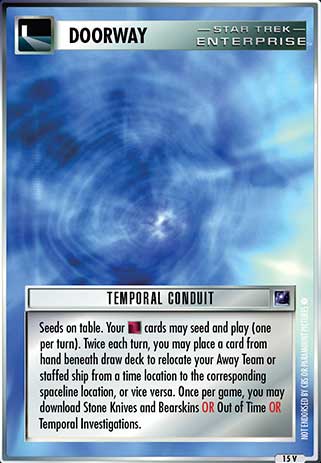 DOORWAY
STAR TREK
ENTERPRISE
TEMPORAL CONDUIT
Seeds on table. Your cards may seed and play (one
per turn). Twice each turn, you may place a card from
hand beneath draw deck to relocate your Away Team or
staffed ship from a time location to the corresponding
spaceline location, or vice versa. Once per game, you may
download Stone Knives and Bearskins OR Out of Time OR
Temporal Investigations.
NOT ENDORSED BY CBS OR PARAMOUNT PICTURES
15 V